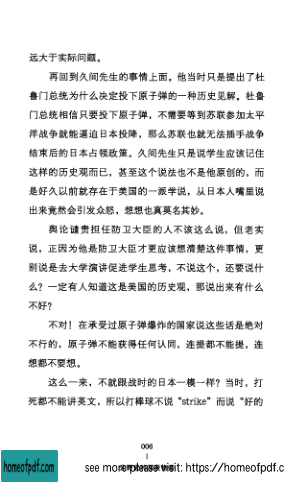 远大于实际问题。
再回到久间先生的事情上面。他当时只是提出了杜
鲁门总统为什么决定投下原子弹的一种历史见解。杜鲁
门总统相信只要投下原子弹，不需要等到苏联参加太平
洋战争就能逼迫日本投降，那么苏联也就无法插手战争
结束后的日本占领政策。久间先生只是说学生应该记住
这样的历史观而已，甚至这个说法也不是他原创的，而
是好久以前就存在于美国的一派学说，从日本人嘴里说
出来竟然会引发众怒，想想也真莫名其妙。
舆论谴责担任防卫大臣的人不该这么说，但老实
说，正因为他是防卫大臣才更应该想清楚这件事情，更
别说是去大学演讲促进学生思考，不说这个，还要说什
么？一定有人知道这是美国的历史观，那说出来有什么
不好？
不对！在承受过原子弹爆炸的国家说这些话是绝对
不行的，原子弹不能获得任何认同，连提都不能提，连
想都不要想。
这么一来，不就跟战时的日本一模一样？当时，打
死都不能讲英文，所以打棒球不说“strike”而说“好的
006
homeofpdf.com
see more please visit: https://homeofpdf.com